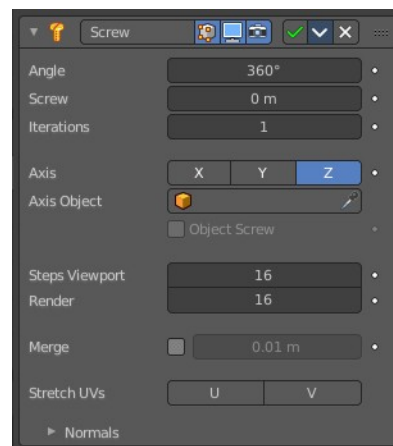 Screw
Angle 360°
Screw 0 m
Iterations 1
Axis X Y Z
Axis Object
Object Screw
Steps Viewport 16
Render 16
Merge 0.01 m
Stretch UVs U V
Normals